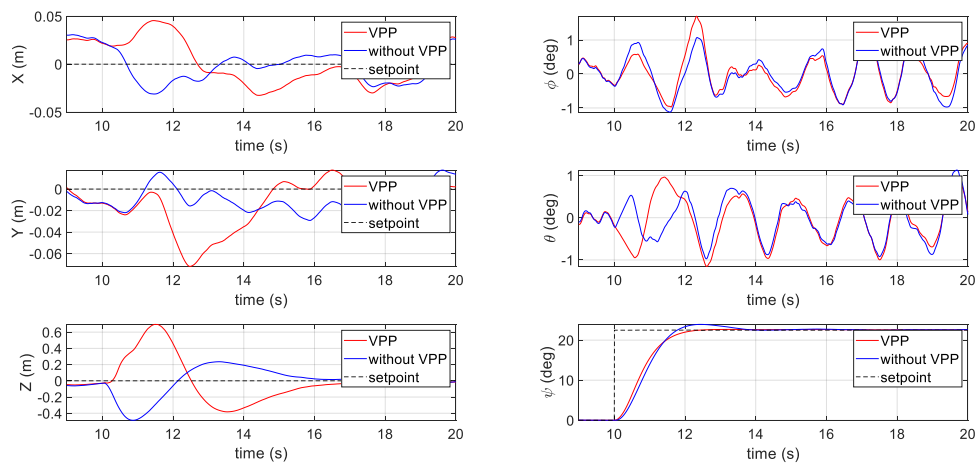 0.05
0
-0.05
X (m)
VPP
without VPP
setpoint
10 12 14 16 18 20
time (s)
1
0
-1
ϕ (deg)
VPP
without VPP
10 12 14 16 18 20
time (s)
0
-0.02
-0.04
-0.06
Y (m)
VPP
without VPP
setpoint
10 12 14 16 18 20
time (s)
1
0
-1
θ (deg)
VPP
without VPP
10 12 14 16 18 20
time (s)
0.6
0.4
0.2
0
-0.2
-0.4
Z (m)
VPP
without VPP
setpoint
10 12 14 16 18 20
time (s)
20
10
0
ψ (deg)
VPP
without VPP
setpoint
10 12 14 16 18 20
time (s)